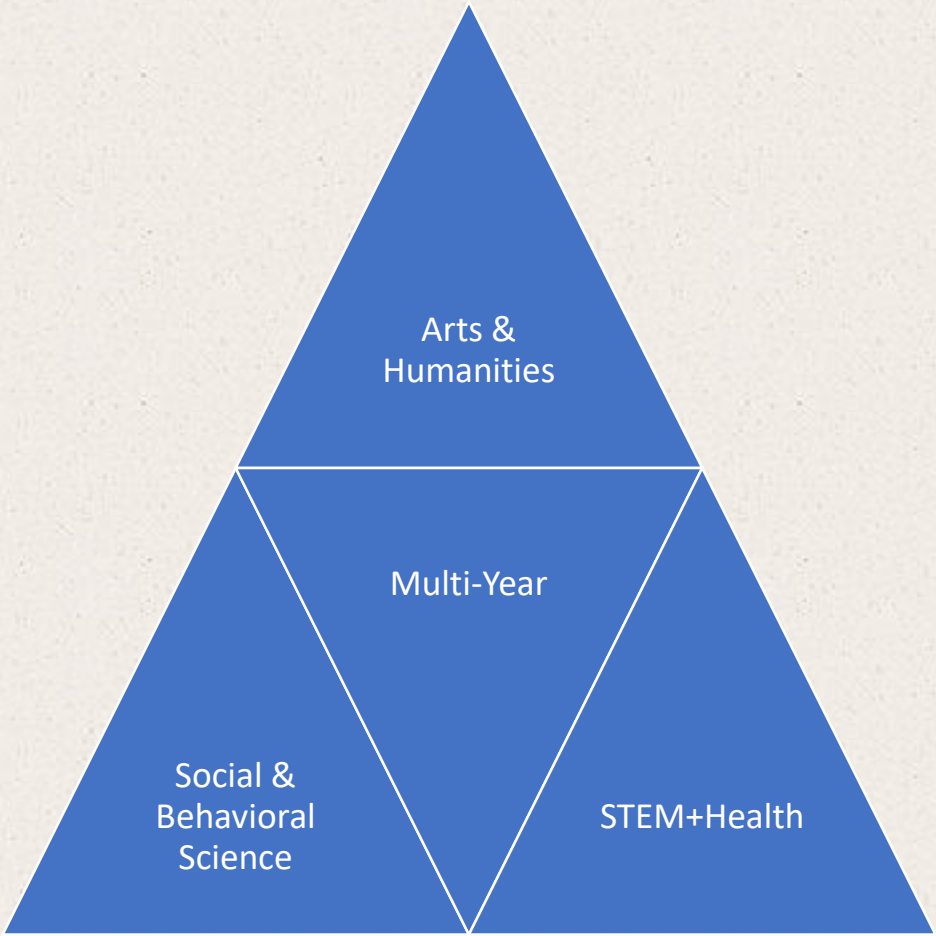 Arts &
Humanities
Multi-Year
Social &
Behavioral
Science
STEM+Health